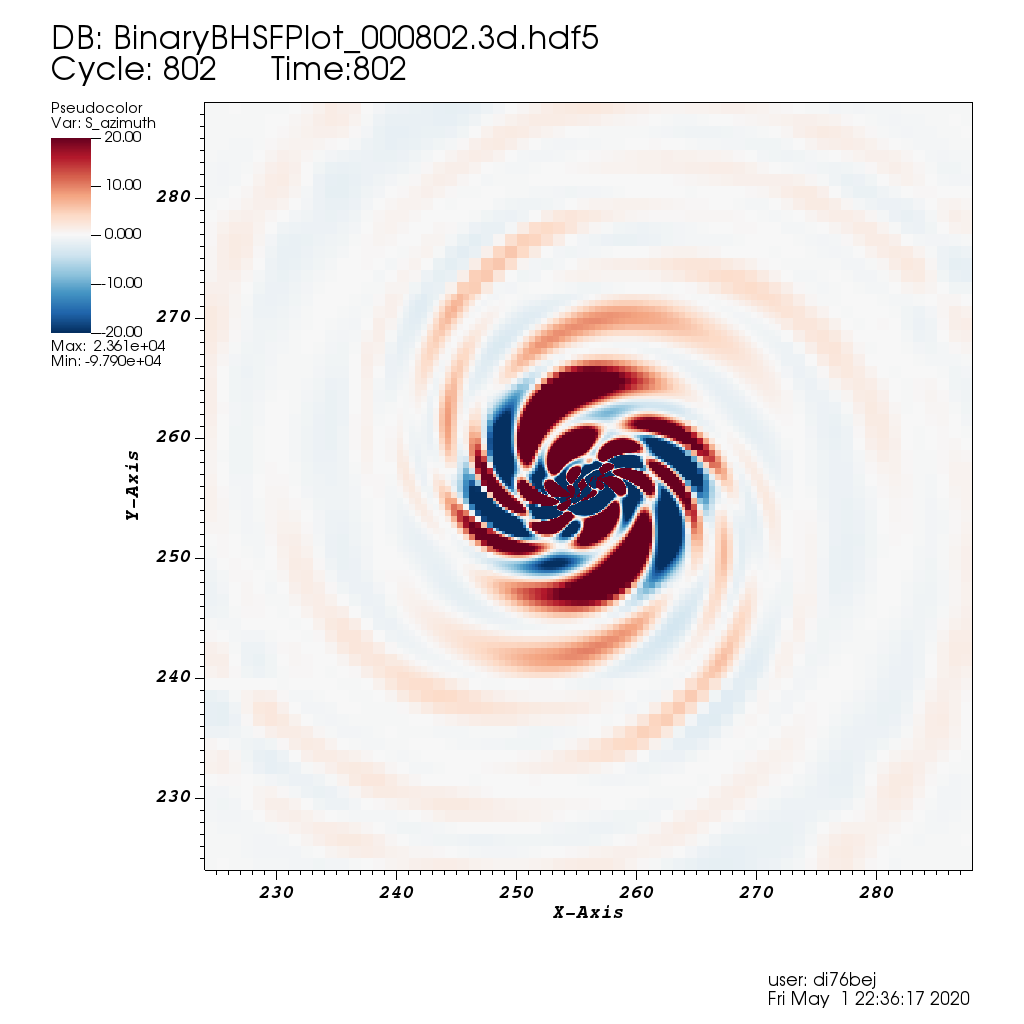 DB: BinaryBHSFPlot_000802.3d.hdf5
Cycle: 802 Time:802
Pseudocolor
Var: S_azimuth
20.00
10.00
0.000
-10.00
-20.00
Max: 2.361e+04
Min: -9.790e+04
280
270
260
250
240
230
Y-Axis
230 240 250 260 270 280
X-Axis
user: di76bej
Fri May 1 22:36:17 2020